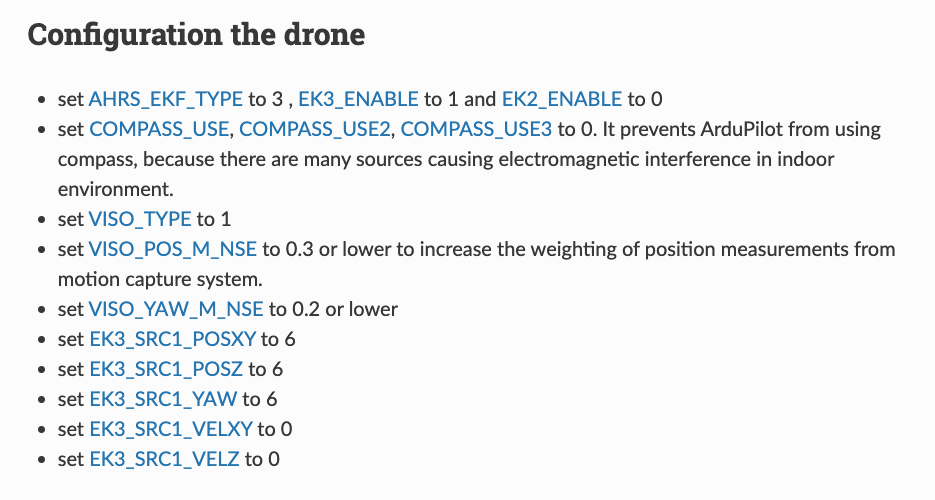 Configuration the drone
• set AHRS_EKF_TYPE to 3 , EK3_ENABLE to 1 and EK2_ENABLE to 0
• set COMPASS_USE, COMPASS_USE2, COMPASS_USE3 to 0. It prevents ArduPilot from using
compass, because there are many sources causing electromagnetic interference in indoor
environment.
• set VISO_TYPE to 1
• set VISO_POS_M_NSE to 0.3 or lower to increase the weighting of position measurements from
motion capture system.
• set VISO_YAW_M_NSE to 0.2 or lower
• set EK3_SRC1_POSXY to 6
• set EK3_SRC1_POSZ to 6
• set EK3_SRC1_YAW to 6
• set EK3_SRC1_VELXY to 0
• set EK3_SRC1_VELZ to 0